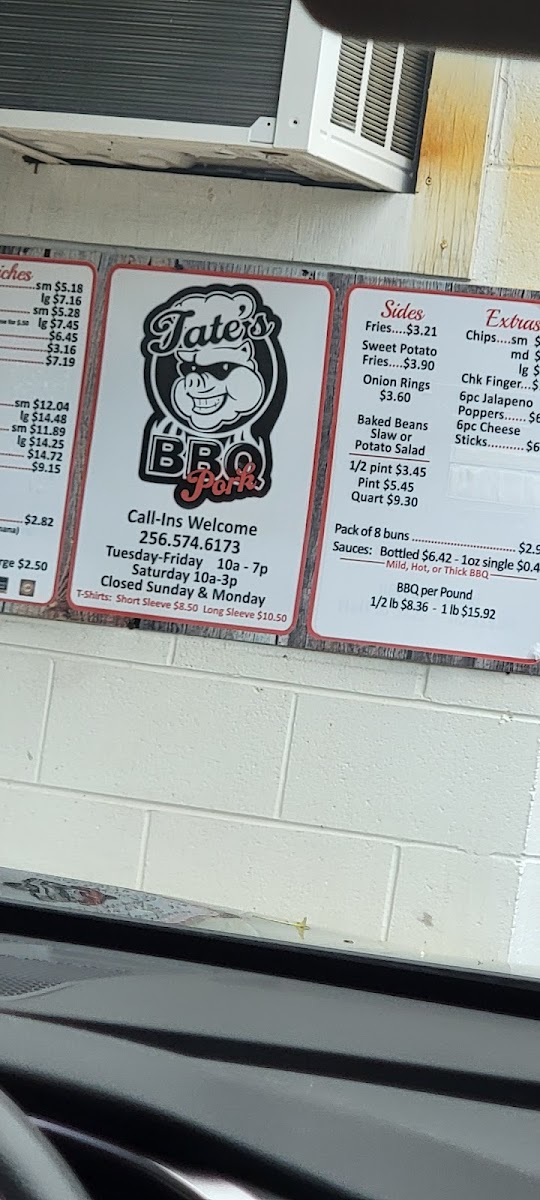 iches
sm $5.18
lg $7.16
sm $5.28
lg $7.45
$6.45
$3.16
$7.19
sm $12.04
lg $14.48
sm $11.89
lg $14.25
$14.72
$9.15
$2.82
rge $2.50
Tate's
BBQ
Pork
Call-Ins Welcome
256.574.6173
Tuesday-Friday 10a - 7p
Saturday 10a-3p
Closed Sunday & Monday
T-Shirts: Short Sleeve $8.50 Long Sleeve $10.50
Sides
Fries....$3.21
Sweet Potato
Fries....$3.90
Onion Rings
$3.60
Baked Beans
Slaw or
Potato Salad
1/2 pint $3.45
Pint $5.45
Quart $9.30
Extras
Chips....sm $
md $
lg $
Chk Finger...$
6pc Jalapeno
Poppers......$6
6pc Cheese
Sticks..........$6
Pack of 8 buns .......................... $2.9
Sauces: Bottled $6.42 - 1oz single $0.4
Mild, Hot, or Thick BBQ
BBQ per Pound
1/2 lb $8.36 - 1 lb $15.92